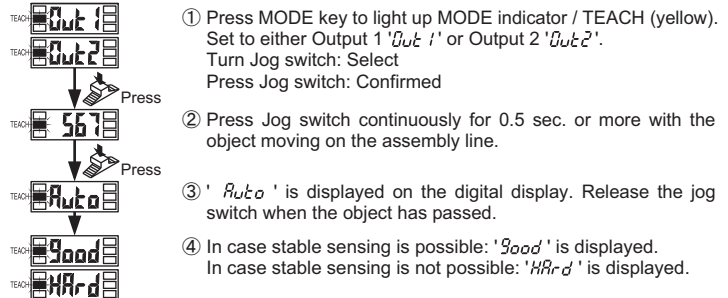 TEACH Out1
TEACH Out2
Press
TEACH 567
Press
TEACH Auto
TEACH good
TEACH HArd
① Press MODE key to light up MODE indicator / TEACH (yellow).
Set to either Output 1 'Out 1' or Output 2 'Out2'.
Turn Jog switch: Select
Press Jog switch: Confirmed
② Press Jog switch continuously for 0.5 sec. or more with the
object moving on the assembly line.
③ ' Auto ' is displayed on the digital display. Release the jog
switch when the object has passed.
④ In case stable sensing is possible: 'good' is displayed.
In case stable sensing is not possible: 'HArd ' is displayed.